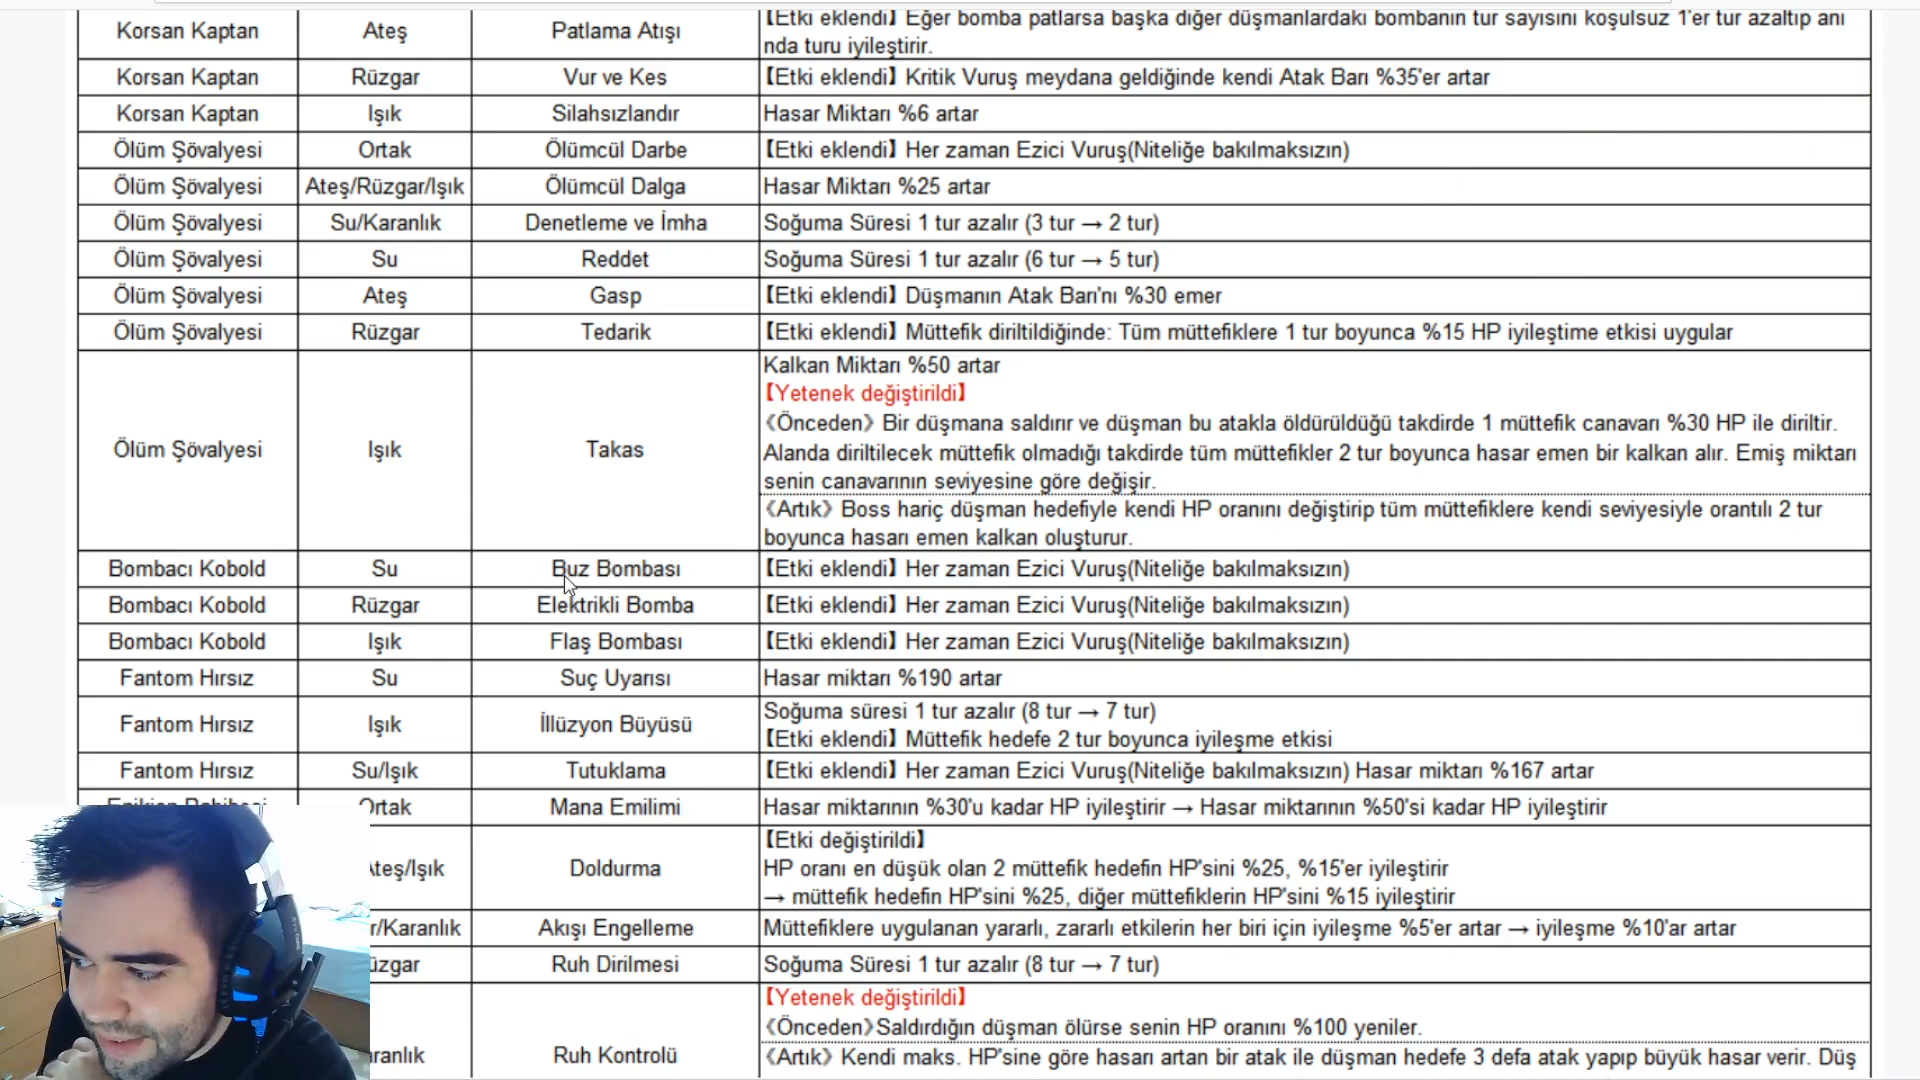 Korsan Kaptan Ateş Patlama Atışı 【Etki eklendi】 Eğer bomba patlarsa başka diğer düşmanlardaki bombanın tur sayısını koşulsuz 1'er tur azaltıp anı
nda turu iyileştirir.
Korsan Kaptan Rüzgar Vur ve Kes 【Etki eklendi】 Kritik Vuruş meydana geldiğinde kendi Atak Barı %35'er artar
Korsan Kaptan Işık Silahsızlandır Hasar Miktarı %6 artar
Ölüm Şövalyesi Ortak Ölümcül Darbe 【Etki eklendi】 Her zaman Ezici Vuruş(Niteliğe bakılmaksızın)
Ölüm Şövalyesi Ateş/Rüzgar/Işık Ölümcül Dalga Hasar Miktarı %25 artar
Ölüm Şövalyesi Su/Karanlık Denetleme ve İmha Soğuma Süresi 1 tur azalır (3 tur → 2 tur)
Ölüm Şövalyesi Su Reddet Soğuma Süresi 1 tur azalır (6 tur → 5 tur)
Ölüm Şövalyesi Ateş Gasp 【Etki eklendi】 Düşmanın Atak Barı'nı %30 emer
Ölüm Şövalyesi Rüzgar Tedarik 【Etki eklendi】 Müttefik diriltildiğinde: Tüm müttefiklere 1 tur boyunca %15 HP iyileştime etkisi uygular
Ölüm Şövalyesi Işık Takas Kalkan Miktarı %50 artar
【Yetenek değiştirildi】
《Önceden》 Bir düşmana saldırır ve düşman bu atakla öldürüldüğü takdirde 1 müttefik canavarı %30 HP ile diriltir.
Alanda diriltilecek müttefik olmadığı takdirde tüm müttefikler 2 tur boyunca hasar emen bir kalkan alır. Emiş miktarı
senin canavarının seviyesine göre değişir.
《Artık》 Boss hariç düşman hedefiyle kendi HP oranını değiştirip tüm müttefiklere kendi seviyesiyle orantılı 2 tur
boyunca hasarı emen kalkan oluşturur.
Bombacı Kobold Su Buz Bombası 【Etki eklendi】 Her zaman Ezici Vuruş(Niteliğe bakılmaksızın)
Bombacı Kobold Rüzgar Elektrikli Bomba 【Etki eklendi】 Her zaman Ezici Vuruş(Niteliğe bakılmaksızın)
Bombacı Kobold Işık Flaş Bombası 【Etki eklendi】 Her zaman Ezici Vuruş(Niteliğe bakılmaksızın)
Fantom Hırsız Su Suç Uyarısı Hasar miktarı %190 artar
Fantom Hırsız Işık İllüzyon Büyüsü Soğuma süresi 1 tur azalır (8 tur → 7 tur)
【Etki eklendi】 Müttefik hedefe 2 tur boyunca iyileşme etkisi
Fantom Hırsız Su/Işık Tutuklama 【Etki eklendi】 Her zaman Ezici Vuruş(Niteliğe bakılmaksızın) Hasar miktarı %167 artar
Ortak Mana Emilimi Hasar miktarının %30'u kadar HP iyileştirir → Hasar miktarının %50'si kadar HP iyileştirir
Ateş/Işık Doldurma 【Etki değiştirildi】
HP oranı en düşük olan 2 müttefik hedefin HP'sini %25, %15'er iyileştirir
→ müttefik hedefin HP'sini %25, diğer müttefiklerin HP'sini %15 iyileştirir
r/Karanlık Akışı Engelleme Müttefiklere uygulanan yararlı, zararlı etkilerin her biri için iyileşme %5'er artar → iyileşme %10'ar artar
üzgar Ruh Dirilmesi Soğuma Süresi 1 tur azalır (8 tur → 7 tur)
ranlık Ruh Kontrolü 【Yetenek değiştirildi】
《Önceden》Saldırdığın düşman ölürse senin HP oranını %100 yeniler.
《Artık》 Kendi maks. HP'sine göre hasarı artan bir atak ile düşman hedefe 3 defa atak yapıp büyük hasar verir. Düş